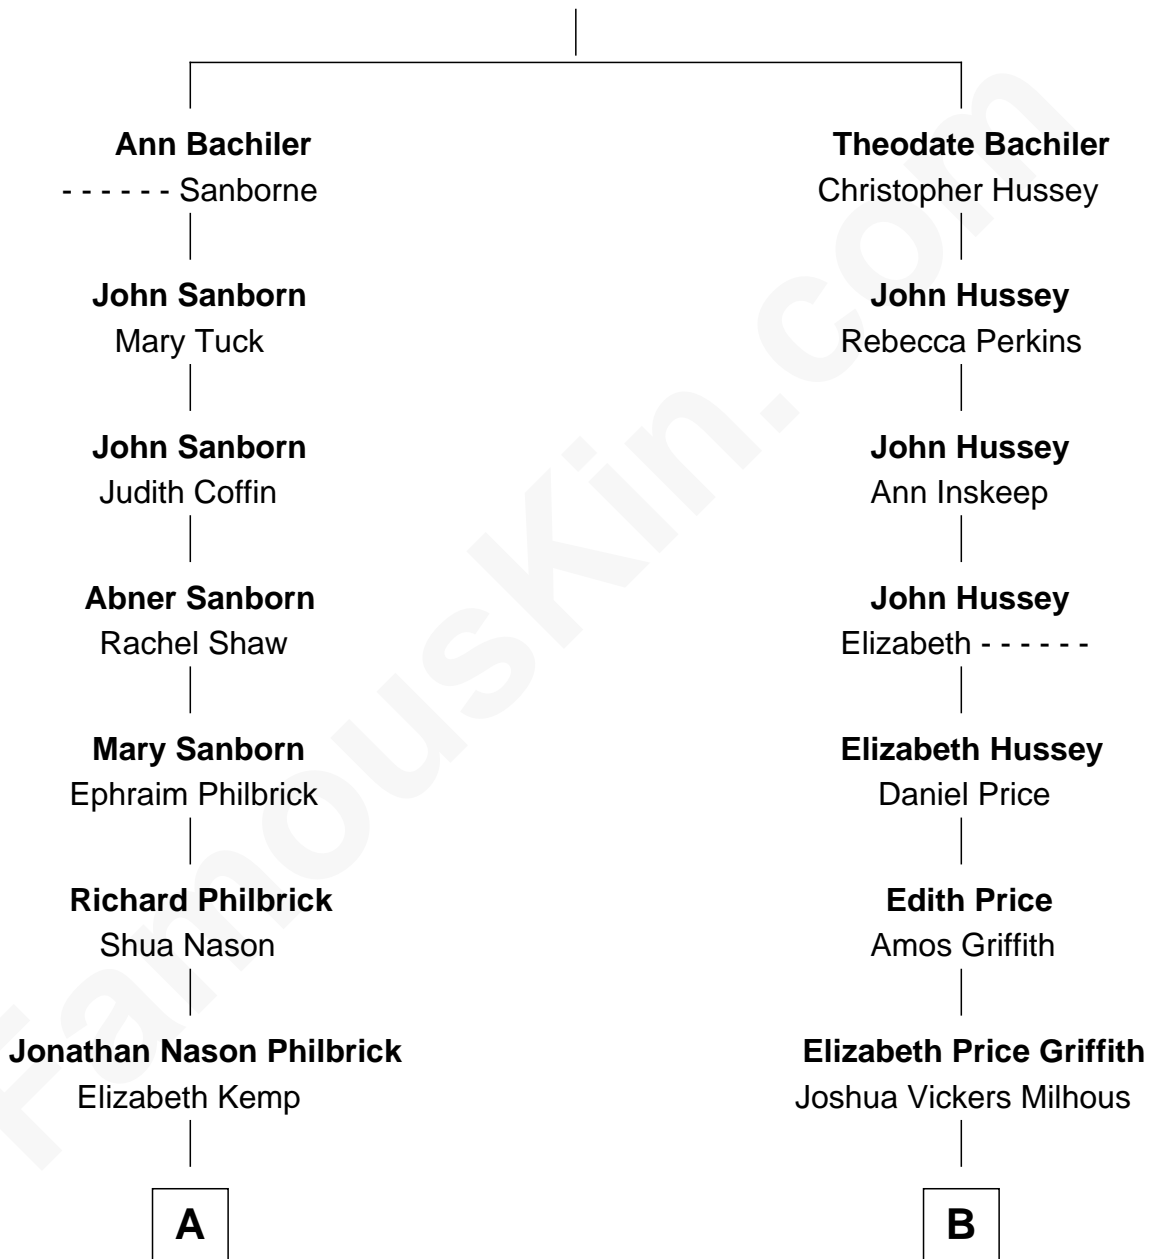 Ann Bachiler
- - - - - - Sanborne
John Sanborn
Mary Tuck
John Sanborn
Judith Coffin
Abner Sanborn
Rachel Shaw
Mary Sanborn
Ephraim Philbrick
Richard Philbrick
Shua Nason
Jonathan Nason Philbrick
Elizabeth Kemp
A
Theodate Bachiler
Christopher Hussey
John Hussey
Rebecca Perkins
John Hussey
Ann Inskeep
John Hussey
Elizabeth - - - - - -
Elizabeth Hussey
Daniel Price
Edith Price
Amos Griffith
Elizabeth Price Griffith
Joshua Vickers Milhous
B
FamousKin.com